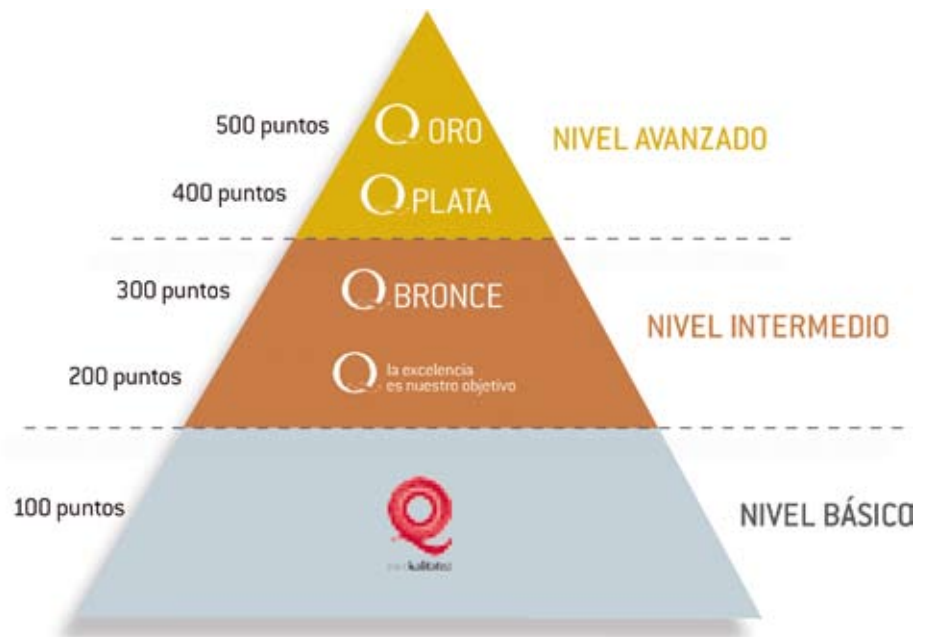 500 puntos
Q ORO
NIVEL AVANZADO
400 puntos
Q PLATA
300 puntos
Q BRONCE
NIVEL INTERMEDIO
200 puntos
Q la excelencia
es nuestro objetivo
100 puntos
Q
NIVEL BÁSICO